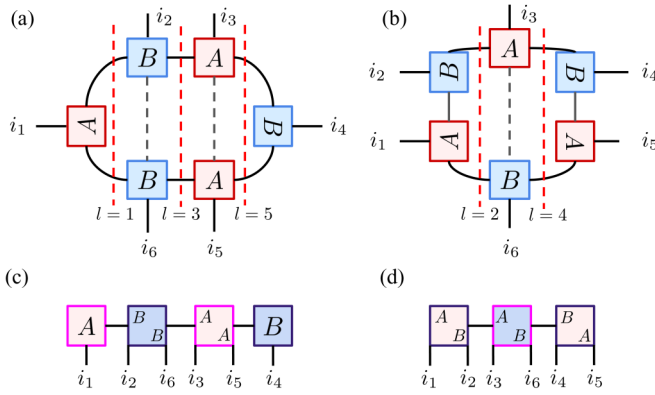 (a)
i₂
i₃
B
A
i₁
A
B
i₄
B
A
l = 1
l = 3
l = 5
i₆
i₅
(b)
i₃
A
i₂
B
B
i₄
i₁
A
A
i₅
B
l = 2
l = 4
i₆
(c)
A
B B
A A
B
i₁
i₂ i₆ i₃ i₅ i₄
(d)
A B
A B
B A
i₁ i₂ i₃ i₆ i₄ i₅